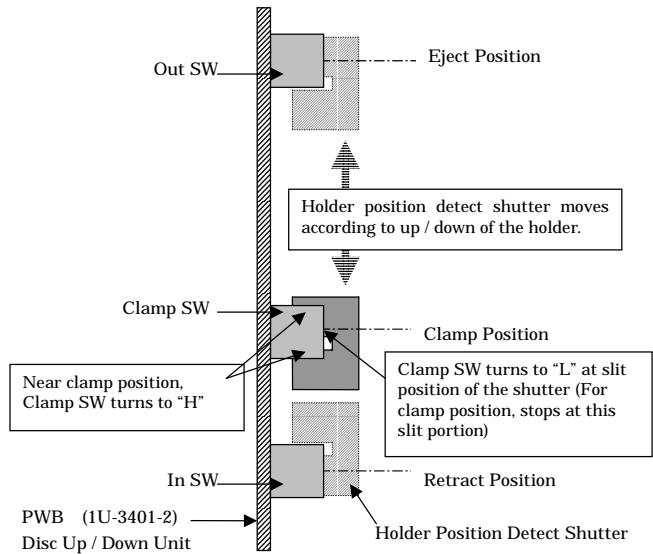 Out SW
Eject Position
Holder position detect shutter moves
according to up / down of the holder.
Clamp SW
Clamp Position
Near clamp position,
Clamp SW turns to “H”
Clamp SW turns to “L” at slit
position of the shutter (For
clamp position, stops at this
slit portion)
In SW
Retract Position
PWB (1U-3401-2)
Disc Up / Down Unit
Holder Position Detect Shutter